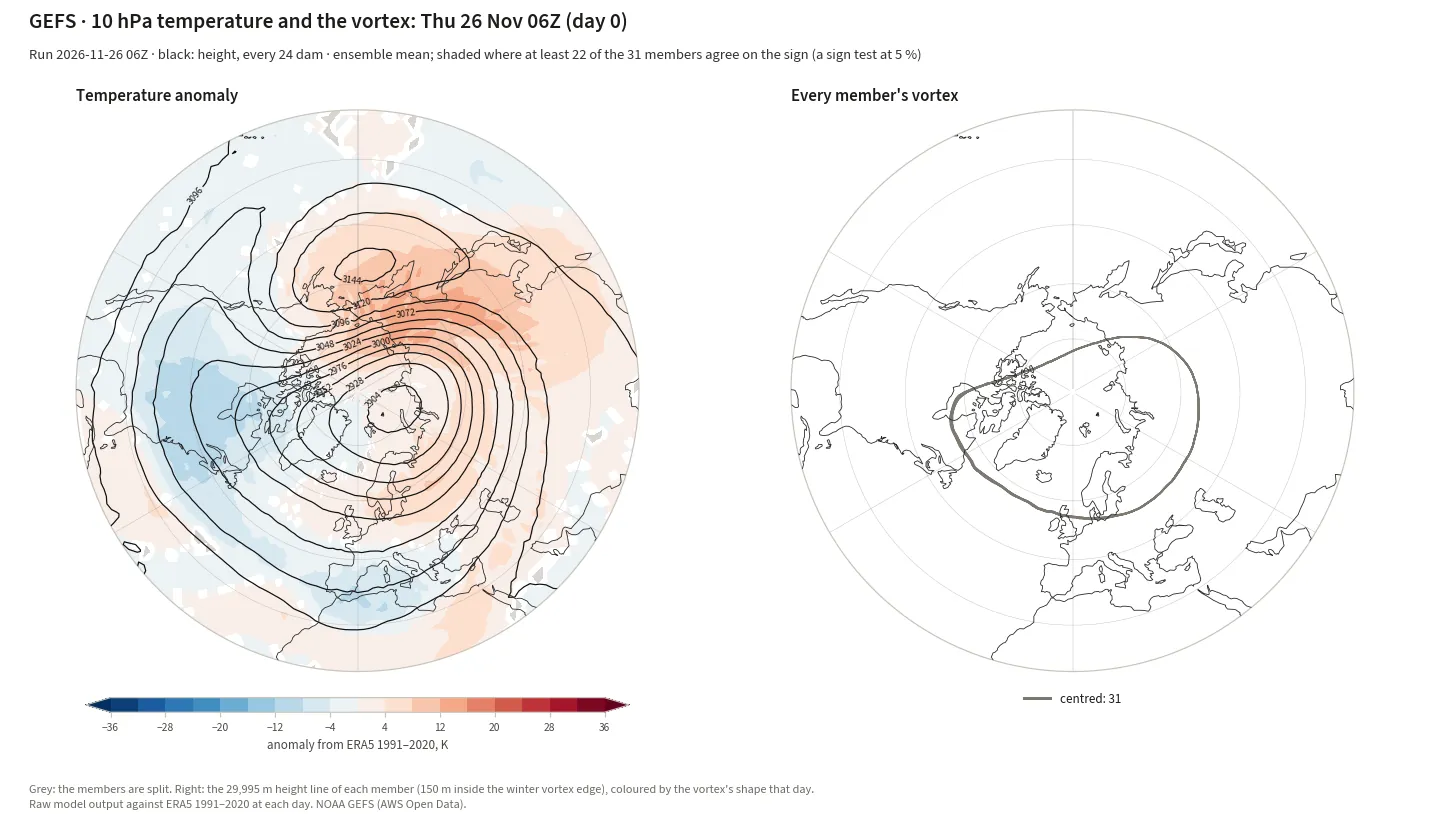 GEFS · 10 hPa temperature and the vortex: Thu 26 Nov 06Z (day 0)
Run 2026-11-26 06Z · black: height, every 24 dam · ensemble mean; shaded where at least 22 of the 31 members agree on the sign (a sign test at 5 %)
Temperature anomaly
Every member's vortex
3096
3144
3120
3072
3096
3048 3024 3000
2976
2928
2904
centred: 31
−36 −28 −20 −12 −4 4 12 20 28 36
anomaly from ERA5 1991–2020, K
Grey: the members are split. Right: the 29,995 m height line of each member (150 m inside the winter vortex edge), coloured by the vortex's shape that day.
Raw model output against ERA5 1991–2020 at each day. NOAA GEFS (AWS Open Data).